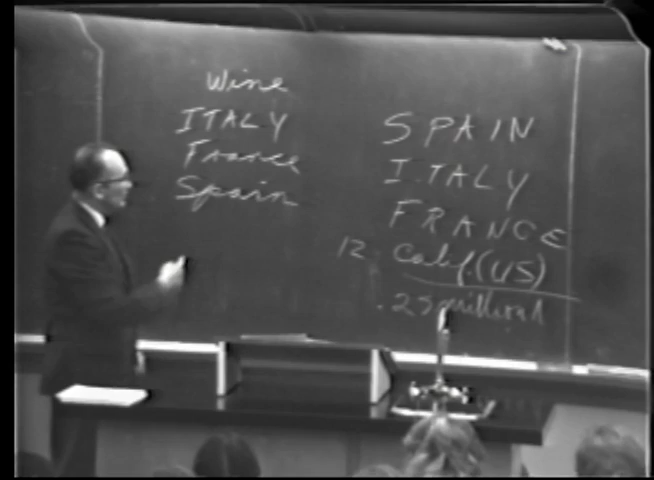 Wine
ITALY
France
Spain
SPAIN
ITALY
FRANCE
12 Calif. (US)
.25 million